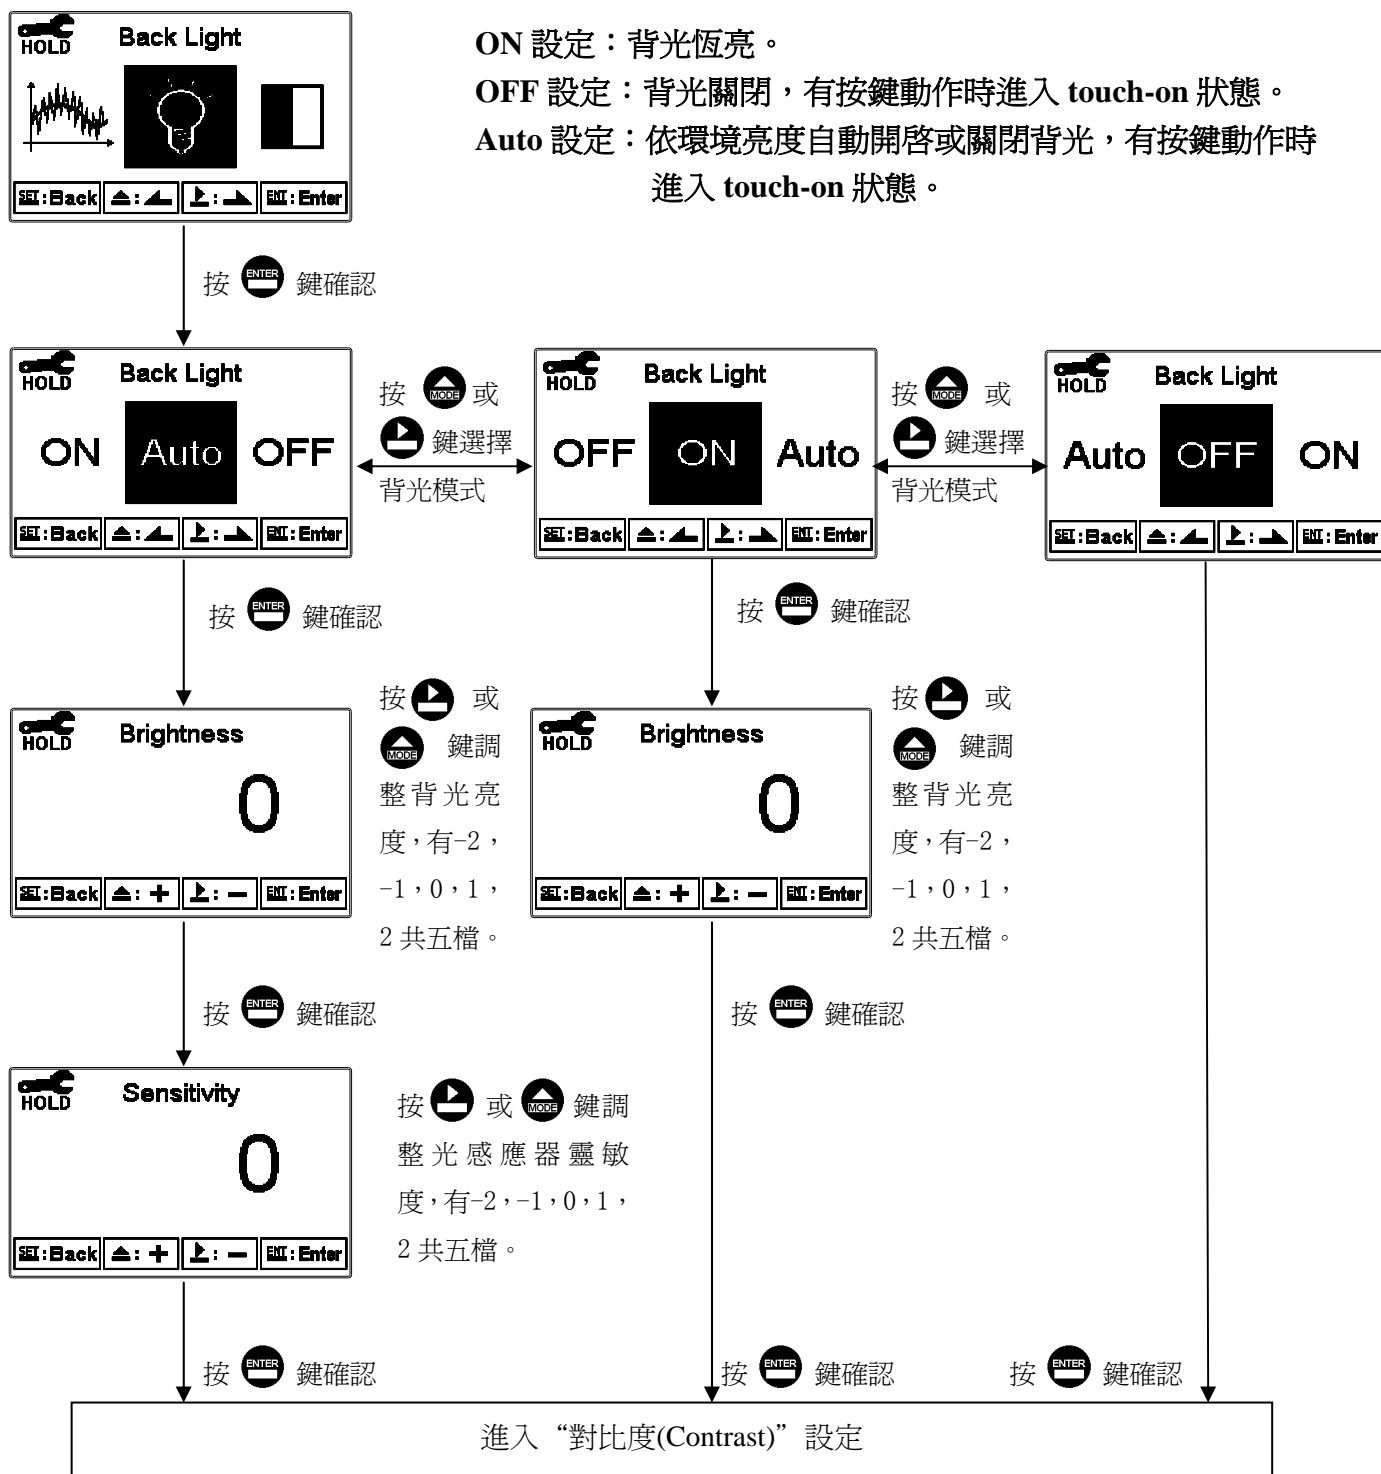 HOLD Back Light
SET:Back : : ENT:Enter
ON 設定：背光恆亮。
OFF 設定：背光關閉，有按鍵動作時進入 touch-on 狀態。
Auto 設定：依環境亮度自動開啓或關閉背光，有按鍵動作時
進入 touch-on 狀態。
按 ENTER 鍵確認
HOLD Back Light
ON Auto OFF
SET:Back : : ENT:Enter
按 MODE 或
鍵選擇
背光模式
HOLD Back Light
OFF ON Auto
SET:Back : : ENT:Enter
按 MODE 或
鍵選擇
背光模式
HOLD Back Light
Auto OFF ON
SET:Back : : ENT:Enter
按 ENTER 鍵確認
按 ENTER 鍵確認
HOLD Brightness
0
SET:Back : + : − ENT:Enter
按 或
MODE 鍵調
整背光亮
度，有-2，
-1，0，1，
2 共五檔。
HOLD Brightness
0
SET:Back : + : − ENT:Enter
按 或
MODE 鍵調
整背光亮
度，有-2，
-1，0，1，
2 共五檔。
按 ENTER 鍵確認
按 ENTER 鍵確認
HOLD Sensitivity
0
SET:Back : + : − ENT:Enter
按 或 MODE 鍵調
整光感應器靈敏
度，有-2，-1，0，1，
2 共五檔。
按 ENTER 鍵確認
按 ENTER 鍵確認
按 ENTER 鍵確認
進入“對比度(Contrast)”設定